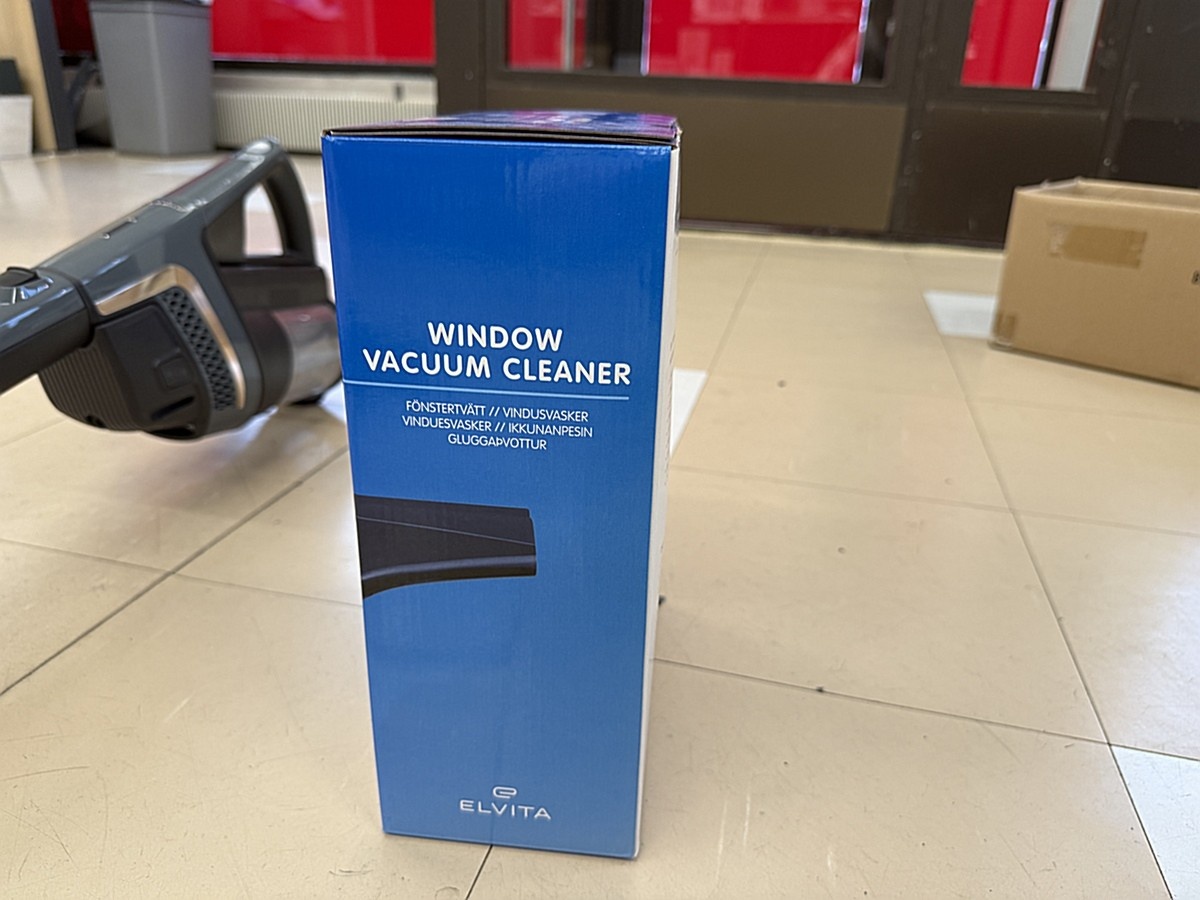 WINDOW
VACUUM CLEANER
FÖNSTERTVÄTT // VINDUSVASKER
VINDUESVASKER // IKKUNANPESIN
GLUGGAÞVOTTUR
ELVITA